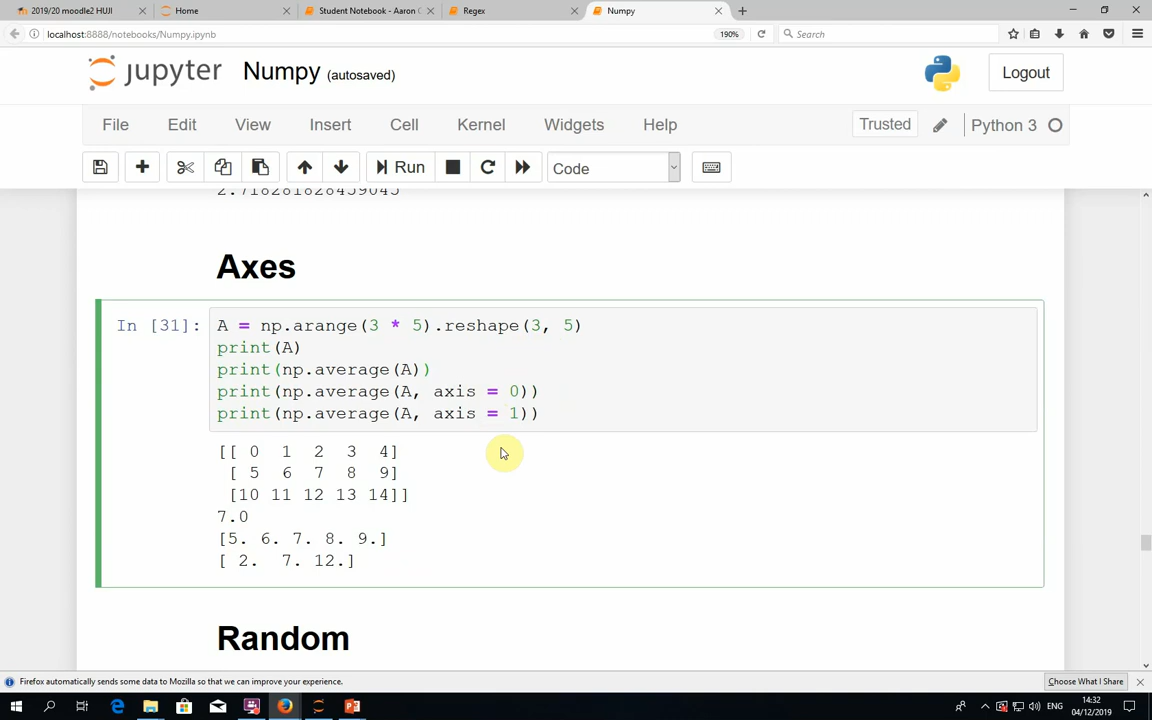 2019/20 moodle2 HUJI
Home
Student Notebook - Aaron
Regex
Numpy
localhost:8888/notebooks/Numpy.ipynb
190%
Search
jupyter Numpy (autosaved)
Logout
File Edit View Insert Cell Kernel Widgets Help
Trusted
Python 3
Run
Code
2.718281828459045
Axes
In [31]:
A = np.arange(3 * 5).reshape(3, 5)
print(A)
print(np.average(A))
print(np.average(A, axis = 0))
print(np.average(A, axis = 1))
[[ 0 1 2 3 4]
[ 5 6 7 8 9]
[10 11 12 13 14]]
7.0
[5. 6. 7. 8. 9.]
[ 2. 7. 12.]
Random
Firefox automatically sends some data to Mozilla so that we can improve your experience.
Choose What I Share
ENG
14:32
04/12/2019